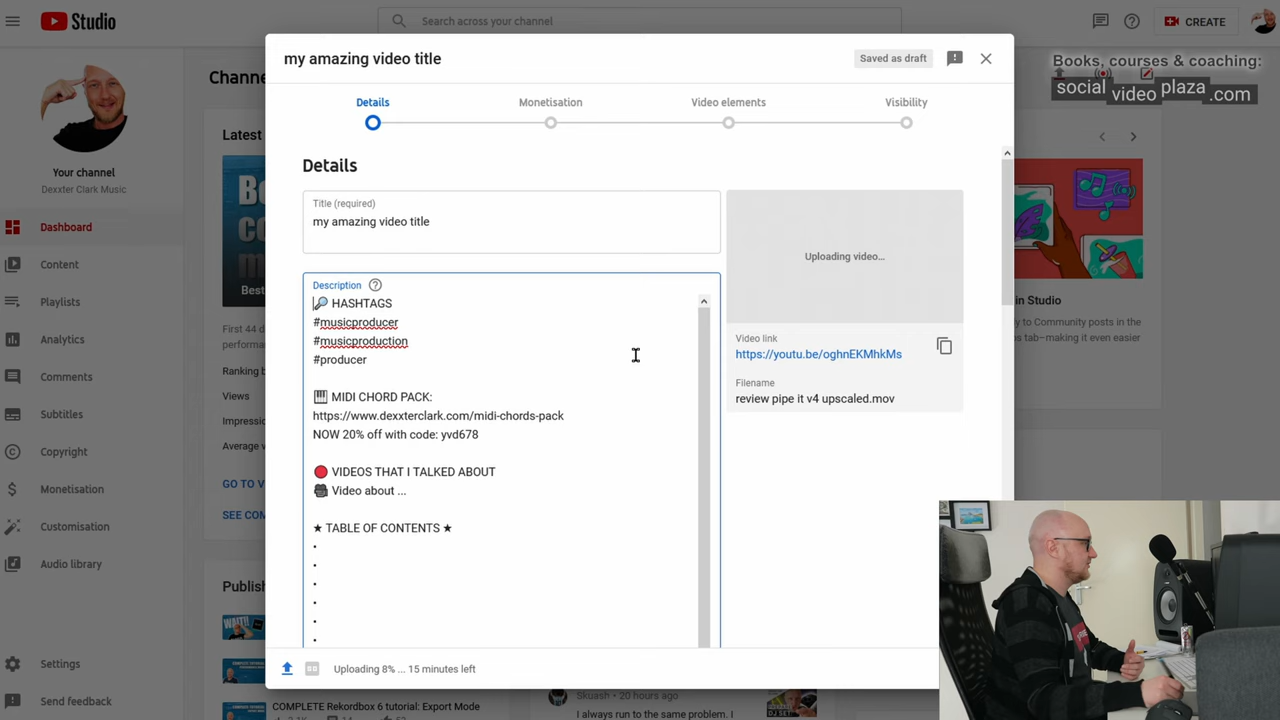 Studio
Search across your channel
CREATE
Books, courses & coaching:
social video plaza .com
my amazing video title
Saved as draft
Details
Monetisation
Video elements
Visibility
Your channel
Dexxter Clark Music
Dashboard
Content
Playlists
Analytics
Comments
Subtitles
Copyright
Monetisation
Customisation
Audio library
Settings
Send feedback
Details
Title (required)
my amazing video title
Description
🔎 HASHTAGS
#musicproducer
#musicproduction
#producer
🎹 MIDI CHORD PACK:
https://www.dexxterclark.com/midi-chords-pack
NOW 20% off with code: yvd678
🔴 VIDEOS THAT I TALKED ABOUT
🎥 Video about ...
★ TABLE OF CONTENTS ★
•
•
•
•
•
•
Uploading video...
Video link
https://youtu.be/oghnEKMhkMs
Filename
review pipe it v4 upscaled.mov
Uploading 8% ... 15 minutes left
Latest
First 44 d
Ranking b
Views
Impressi
Average v
GO TO V
SEE COM
in Studio
y to Community posts in the
s - making it even easier
WAIT!!
COMPLETE Rekordbox 6 tutorial: Export Mode
Skuash • 20 hours ago
I always run to the same problem. I